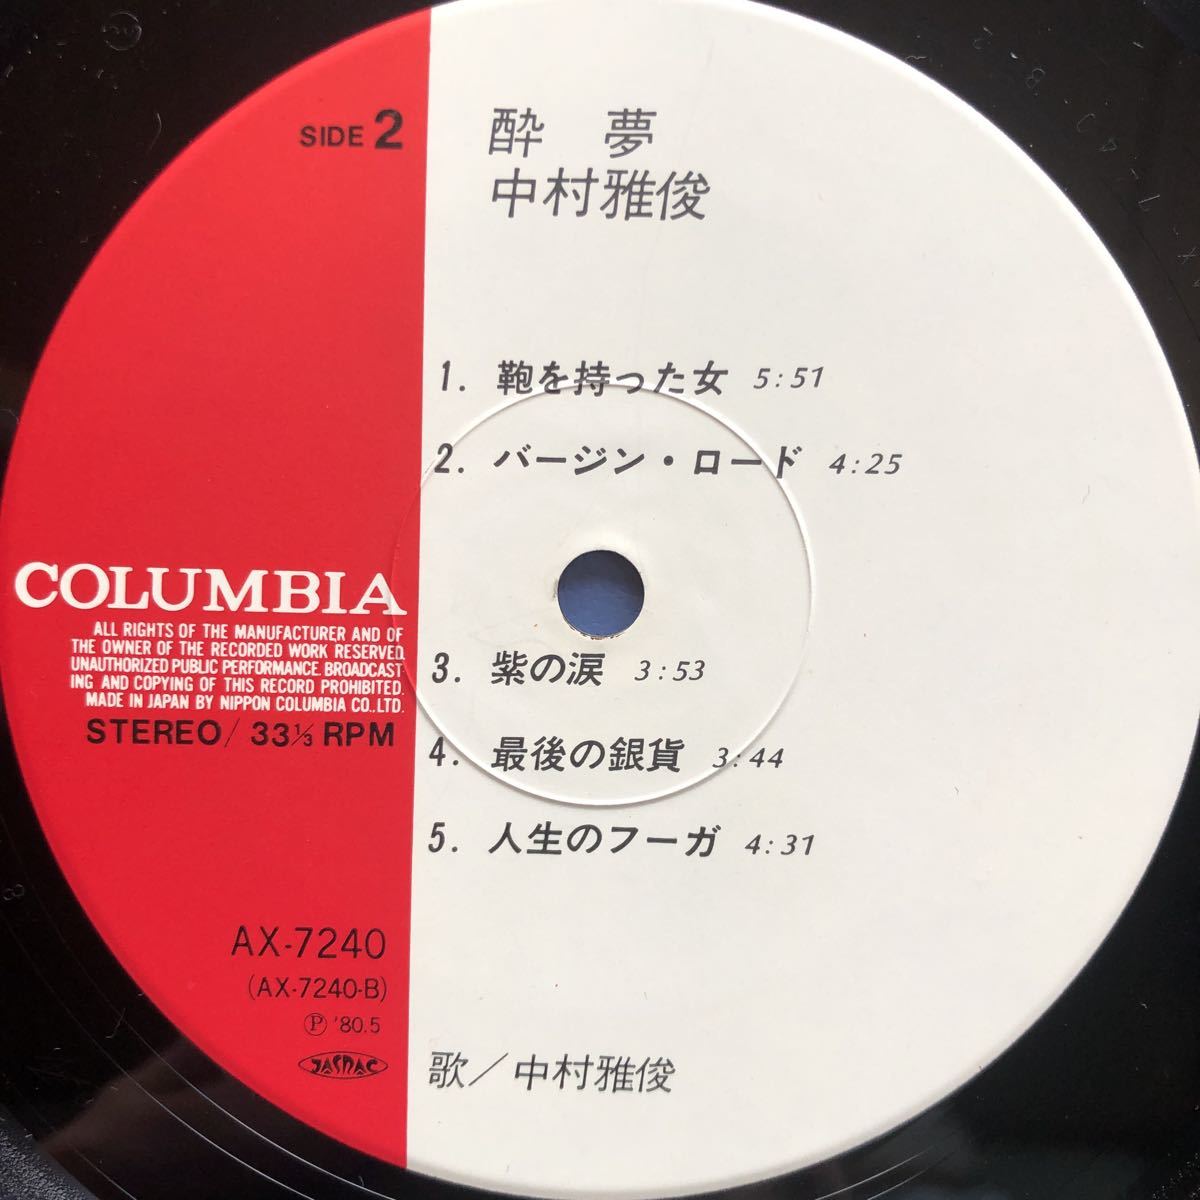 SIDE 2
酔 夢
中村雅俊
1. 鞄を持った女 5:51
2. バージン・ロード 4:25
3. 紫の涙 3:53
4. 最後の銀貨 3:44
5. 人生のフーガ 4:31
COLUMBIA
ALL RIGHTS OF THE MANUFACTURER AND OF
THE OWNER OF THE RECORDED WORK RESERVED.
UNAUTHORIZED PUBLIC PERFORMANCE. BROADCAST-
ING AND COPYING OF THIS RECORD PROHIBITED.
MADE IN JAPAN BY NIPPON COLUMBIA CO.,LTD.
STEREO/ 33⅓ RPM
AX-7240
(AX-7240-B)
Ⓟ '80.5
JASRAC
歌／中村雅俊